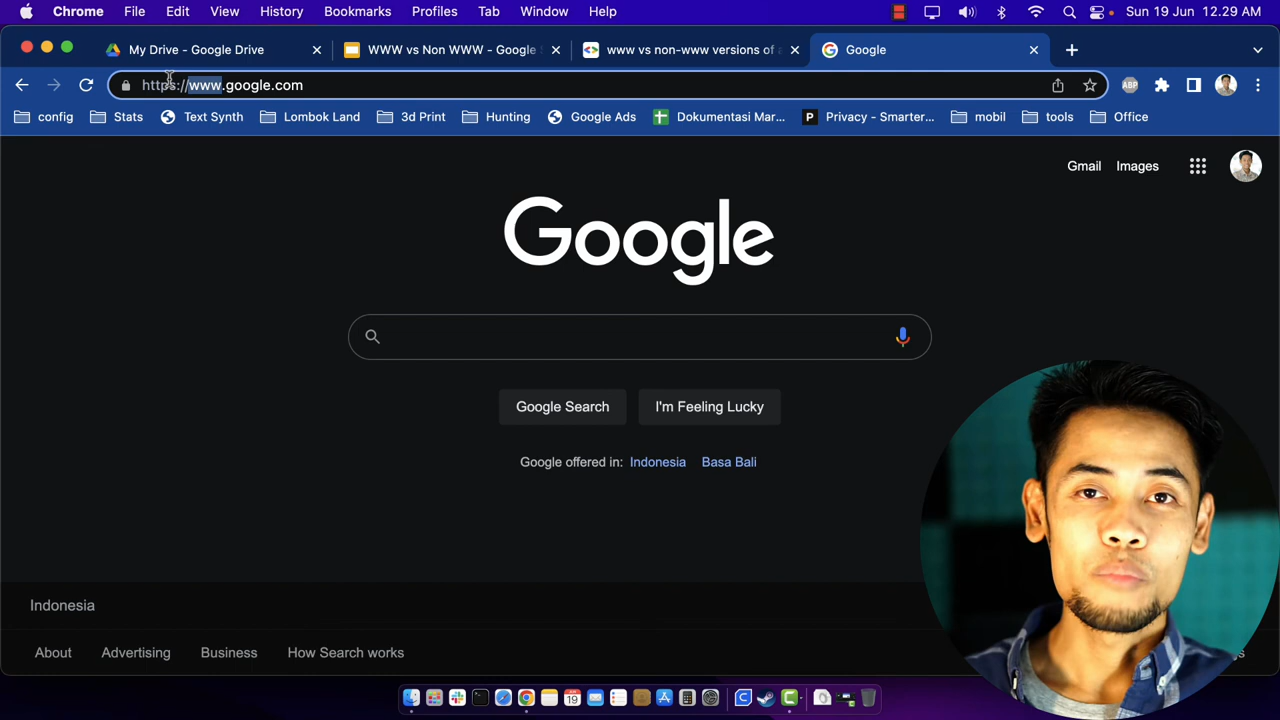 Chrome File Edit View History Bookmarks Profiles Tab Window Help Sun 19 Jun 12.29 AM
My Drive - Google Drive WWW vs Non WWW - Google S www vs non-www versions of a Google
https://www.google.com ABP
config Stats Text Synth Lombok Land 3d Print Hunting Google Ads Dokumentasi Mar... P Privacy - Smarter... mobil tools Office
Gmail Images
Google
Google Search I'm Feeling Lucky
Google offered in: Indonesia Basa Bali
Indonesia
About Advertising Business How Search works
19